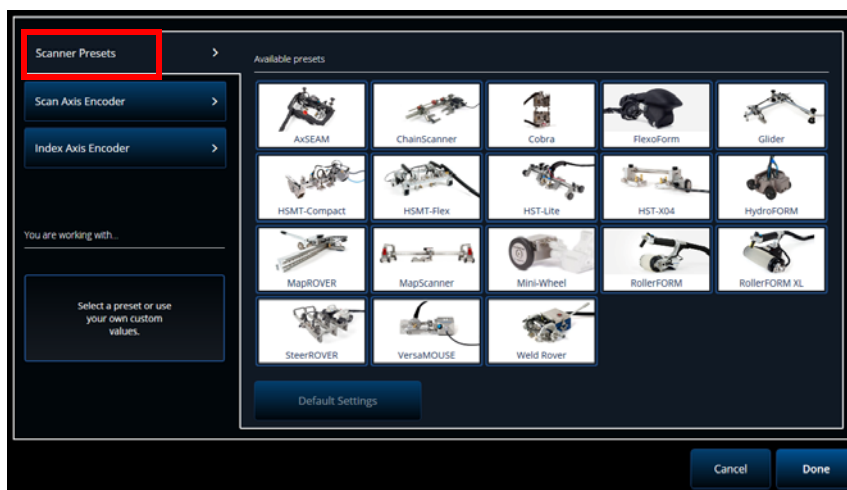 Scanner Presets
Scan Axis Encoder
Index Axis Encoder
You are working with...
Select a preset or use
your own custom
values.
Available presets
AxSEAM
ChainScanner
Cobra
FlexoForm
Glider
HSMT-Compact
HSMT-Flex
HST-Lite
HST-X04
HydroFORM
MapROVER
MapScanner
Mini-Wheel
RollerFORM
RollerFORM XL
SteerROVER
VersaMOUSE
Weld Rover
Default Settings
Cancel
Done